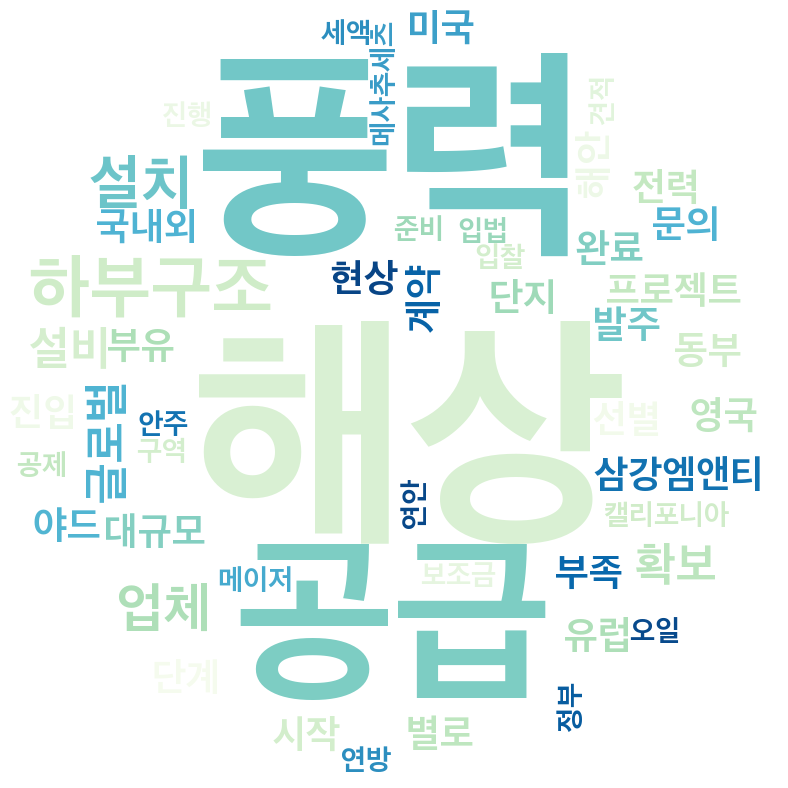 세액
츠
미국
메사추세
풍력
진행
견적
해안
설치
전력
국내외
준비
입법
문의
입찰
완료
하부구조
현상
계약
단지
프로젝트
발주
설비
부유
동부
진입
글로벌
안주
구역
선별
영국
공제
삼강엠앤티
해상
연안
야드
대규모
캘리포니아
공급
메이저
보조금
부족
확보
업체
유럽
오일
단계
정부
시작
별로
연방